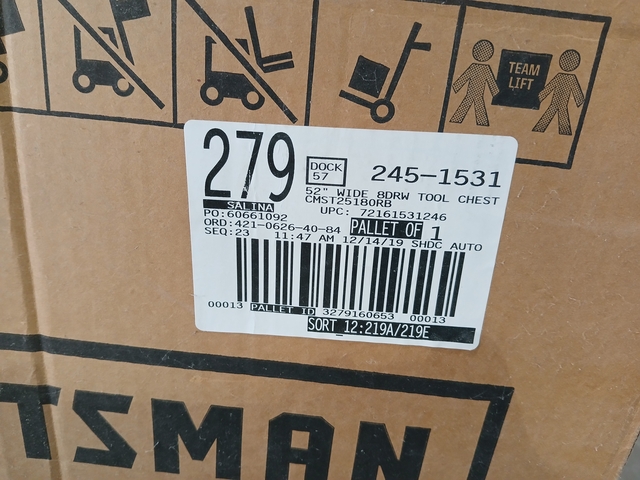 TEAM
LIFT
279
DOCK
57
245-1531
52" WIDE 8DRW TOOL CHEST
CMST25180RB
SALINA
UPC: 72161531246
PO:60661092
ORD:421-0626-40-84
PALLET OF 1
SEQ:23 11:47 AM 12/14/19 SHDC AUTO
00013 PALLET ID 3279160653 00013
SORT 12:219A/219E
TSMAN